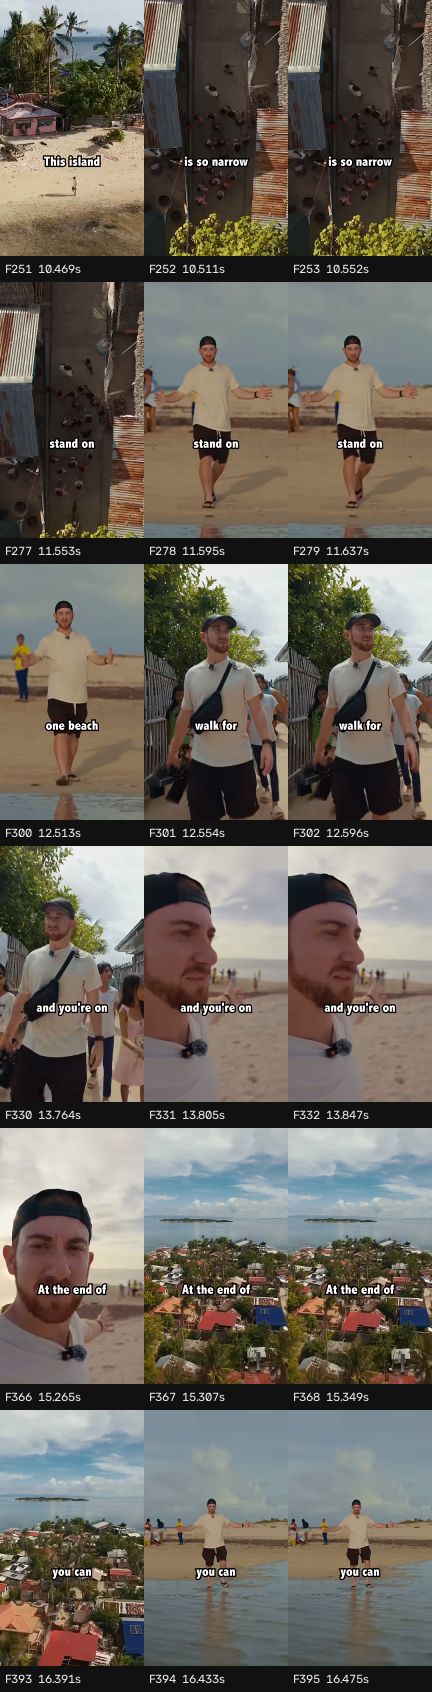 This island
is so narrow
is so narrow
F251 10.469s
F252 10.511s
F253 10.552s
stand on
stand on
stand on
F277 11.553s
F278 11.595s
F279 11.637s
one beach
walk for
walk for
F300 12.513s
F301 12.554s
F302 12.596s
and you're on
and you're on
and you're on
F330 13.764s
F331 13.805s
F332 13.847s
At the end of
At the end of
At the end of
F366 15.265s
F367 15.307s
F368 15.349s
you can
you can
you can
F393 16.391s
F394 16.433s
F395 16.475s